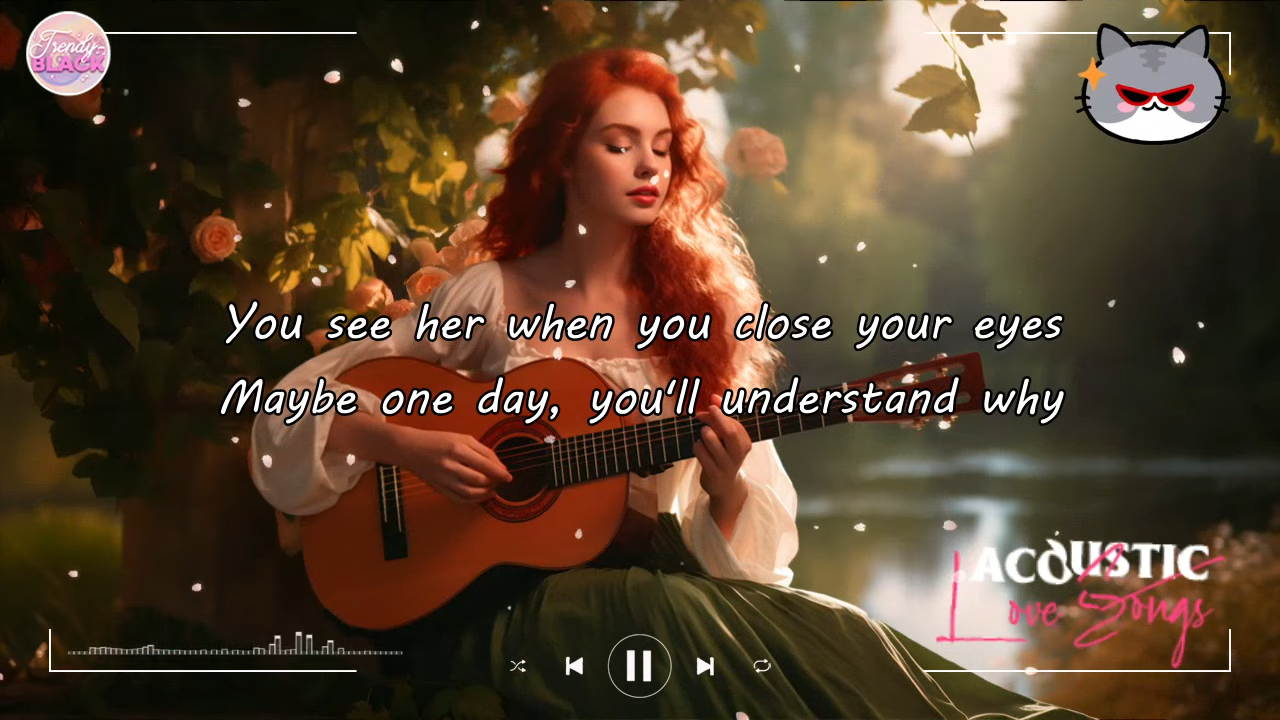 Trendy
BLACK
You see her when you close your eyes
Maybe one day, you'll understand why
ACOUSTIC
Love Songs